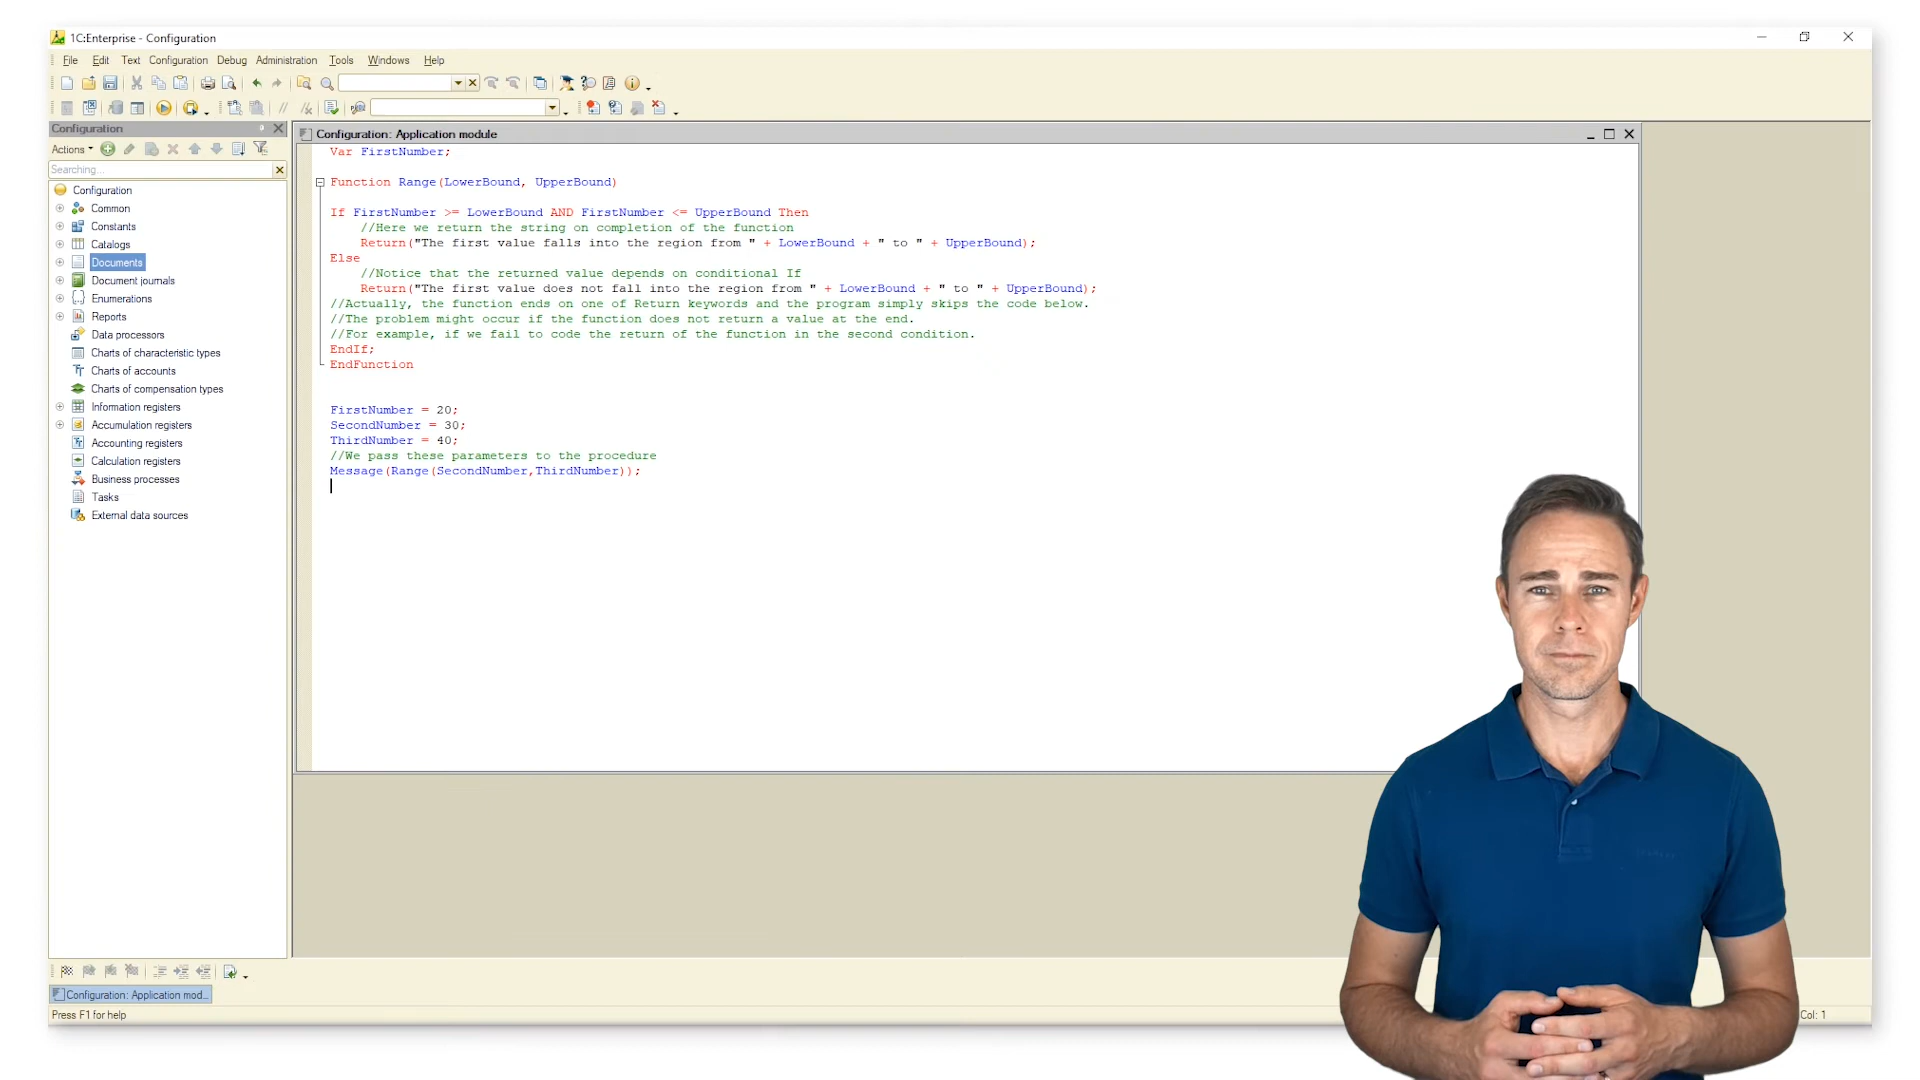 1C:Enterprise - Configuration
File Edit Text Configuration Debug Administration Tools Windows Help
Configuration
Actions
Searching...
Configuration
Common
Constants
Catalogs
Documents
Document journals
Enumerations
Reports
Data processors
Charts of characteristic types
Charts of accounts
Charts of compensation types
Information registers
Accumulation registers
Accounting registers
Calculation registers
Business processes
Tasks
External data sources
Configuration: Application module
Var FirstNumber;
Function Range(LowerBound, UpperBound)
If FirstNumber >= LowerBound AND FirstNumber <= UpperBound Then
//Here we return the string on completion of the function
Return("The first value falls into the region from " + LowerBound + " to " + UpperBound);
Else
//Notice that the returned value depends on conditional If
Return("The first value does not fall into the region from " + LowerBound + " to " + UpperBound);
//Actually, the function ends on one of Return keywords and the program simply skips the code below.
//The problem might occur if the function does not return a value at the end.
//For example, if we fail to code the return of the function in the second condition.
EndIf;
EndFunction
FirstNumber = 20;
SecondNumber = 30;
ThirdNumber = 40;
//We pass these parameters to the procedure
Message(Range(SecondNumber,ThirdNumber));
Configuration: Application mod...
Press F1 for help
Col: 1